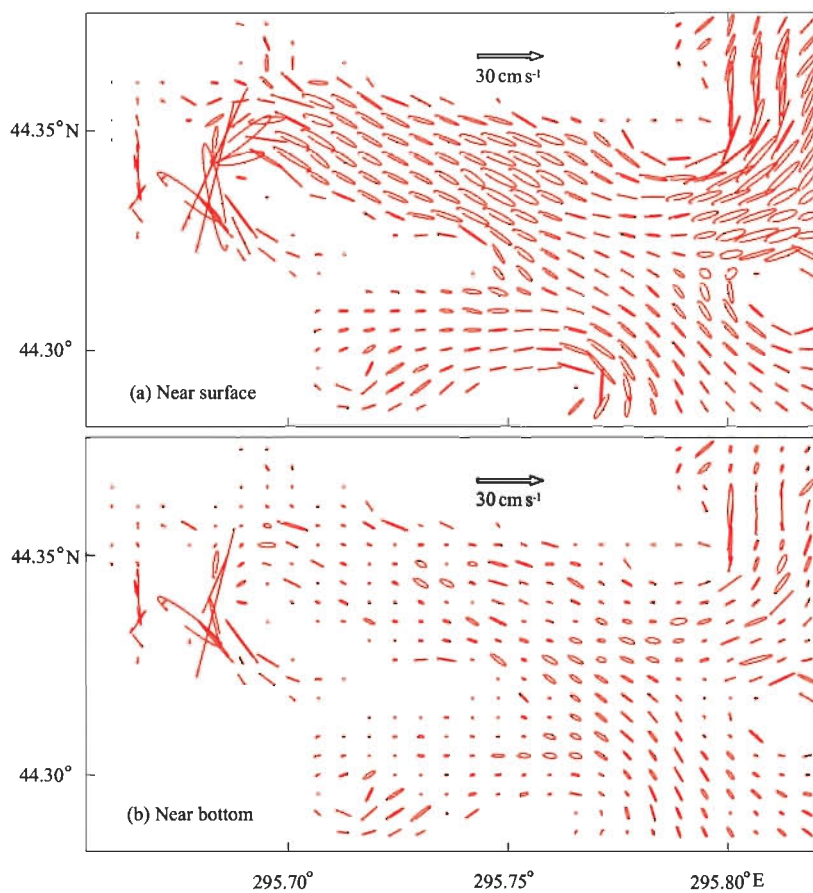 30 cm s⁻¹
44.35°N
44.30°
(a) Near surface
30 cm s⁻¹
44.35°N
44.30°
(b) Near bottom
295.70° 295.75° 295.80°E